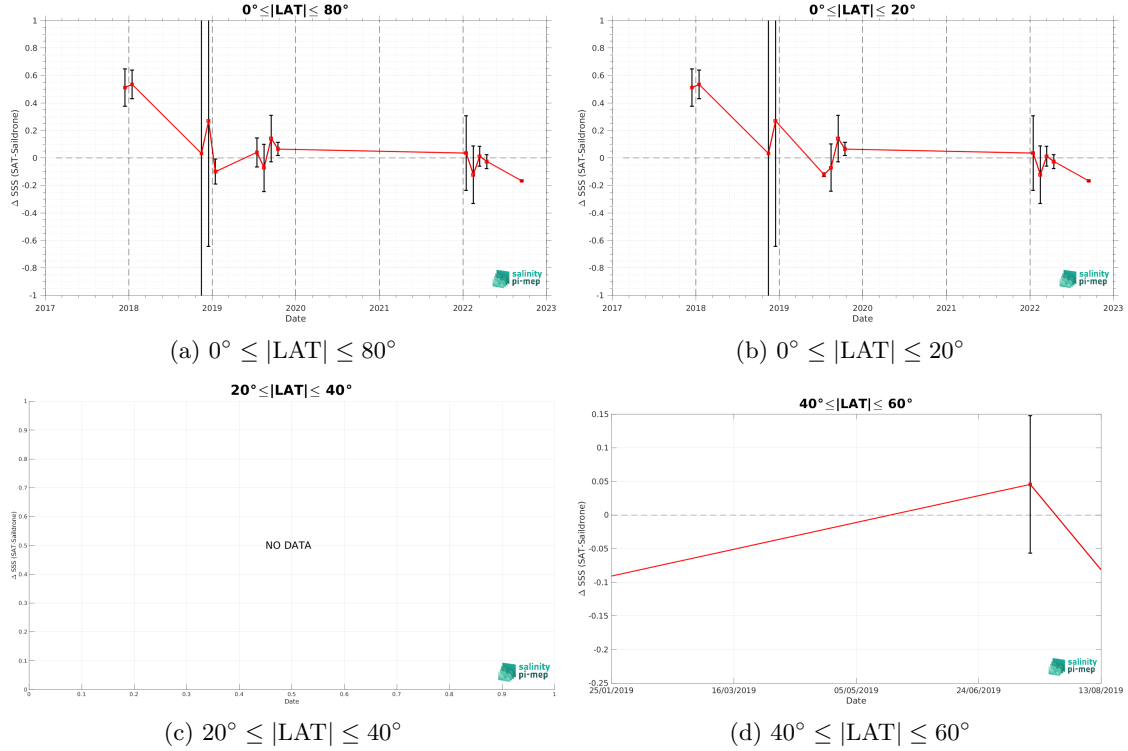 0°≤|LAT|≤ 80°
1
0.8
0.6
0.4
0.2
0
-0.2
-0.4
-0.6
-0.8
-1
Δ SSS (SAT-Saildrone)
2017 2018 2019 2020 2021 2022 2023
Date
salinity
pi-mep
(a) 0° ≤ |LAT| ≤ 80°
0°≤|LAT|≤ 20°
1
0.8
0.6
0.4
0.2
0
-0.2
-0.4
-0.6
-0.8
-1
Δ SSS (SAT-Saildrone)
2017 2018 2019 2020 2021 2022 2023
Date
salinity
pi-mep
(b) 0° ≤ |LAT| ≤ 20°
20°≤|LAT|≤ 40°
1
0.9
0.8
0.7
0.6
0.5
0.4
0.3
0.2
0.1
0
Δ SSS (SAT-Saildrone)
NO DATA
0 0.1 0.2 0.3 0.4 0.5 0.6 0.7 0.8 0.9 1
Date
salinity
pi-mep
(c) 20° ≤ |LAT| ≤ 40°
40°≤|LAT|≤ 60°
0.15
0.1
0.05
0
-0.05
-0.1
-0.15
-0.2
-0.25
Δ SSS (SAT-Saildrone)
25/01/2019 16/03/2019 05/05/2019 24/06/2019 13/08/2019
Date
salinity
pi-mep
(d) 40° ≤ |LAT| ≤ 60°